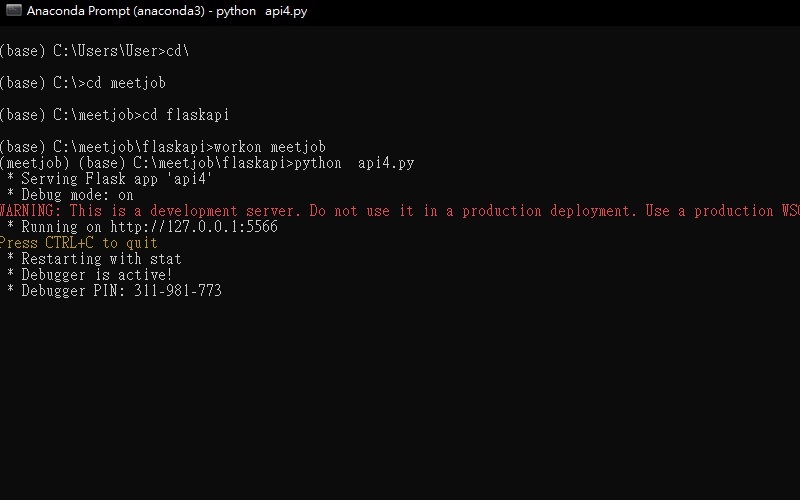 Anaconda Prompt (anaconda3) - python  api4.py
(base) C:\Users\User>cd\
(base) C:\>cd meetjob
(base) C:\meetjob>cd flaskapi
(base) C:\meetjob\flaskapi>workon meetjob
(meetjob) (base) C:\meetjob\flaskapi>python  api4.py
* Serving Flask app 'api4'
* Debug mode: on
WARNING: This is a development server. Do not use it in a production deployment. Use a production
* Running on http://127.0.0.1:5566
Press CTRL+C to quit
* Restarting with stat
* Debugger is active!
* Debugger PIN: 311-981-773